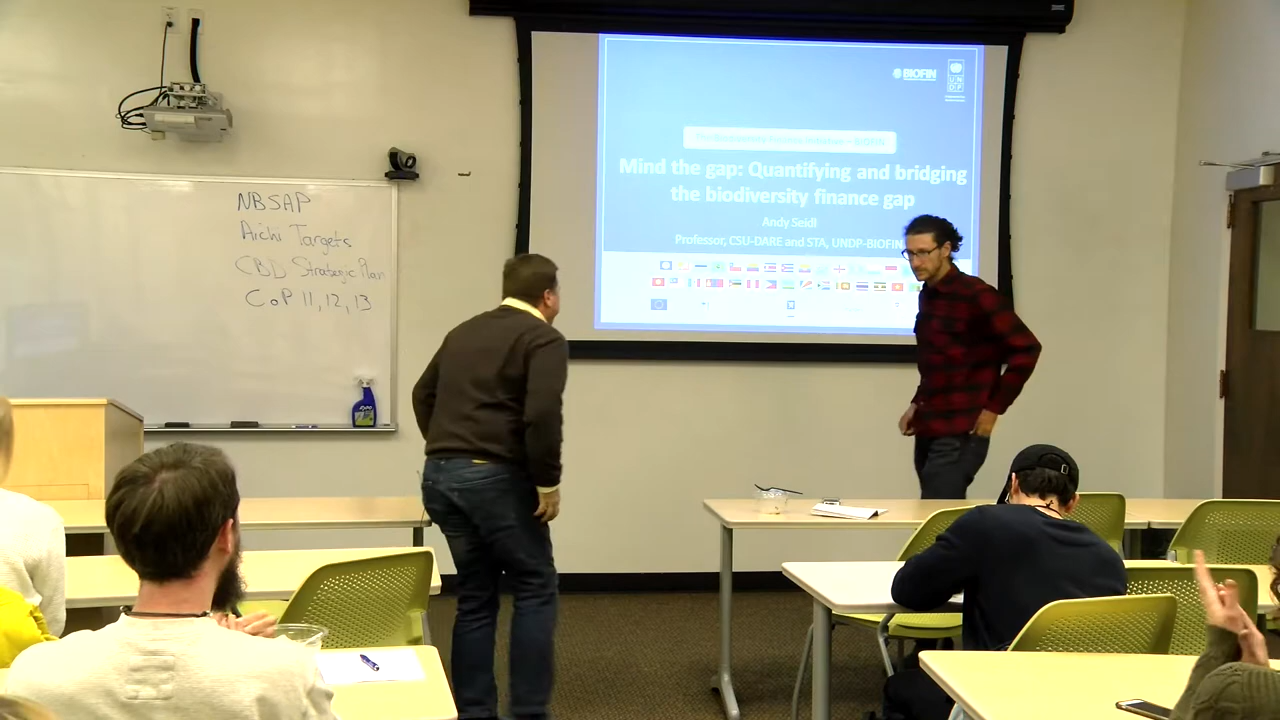 NBSAP
Aichi Targets
CBD Strategic Plan
CoP 11, 12, 13
BIOFIN
U N
D P
Mind the gap: Quantifying and bridging
the biodiversity finance gap
Andy Seidl
Professor, CSU-DARE and STA, UNDP-BIOFIN